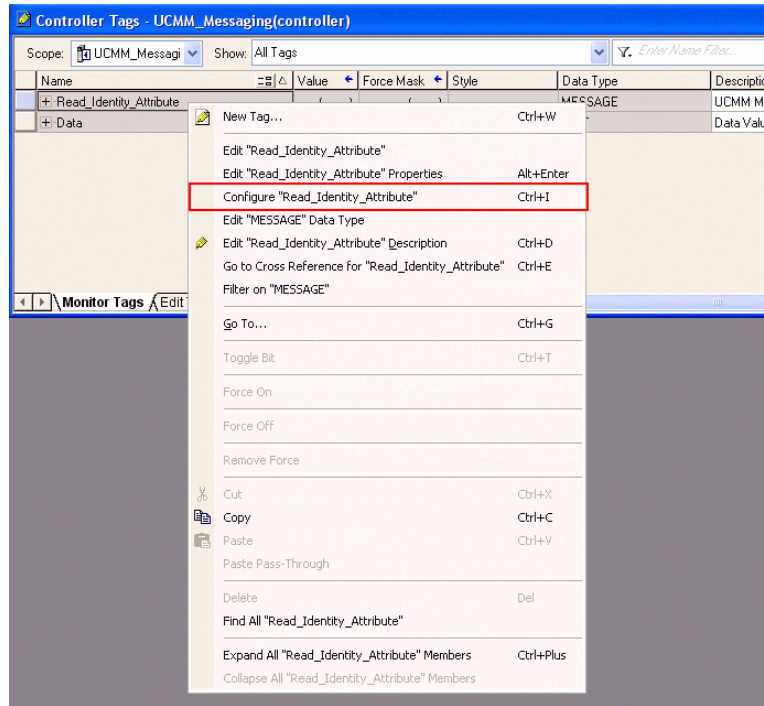 Controller Tags - UCMM_Messaging(controller)
Scope: UCMM_Messagi Show: All Tags Enter Name Filter...
Name Value Force Mask Style Data Type Descripti
+ Read_Identity_Attribute {...} {...} MESSAGE UCMM M
+ Data Data Valu
New Tag... Ctrl+W
Edit "Read_Identity_Attribute"
Edit "Read_Identity_Attribute" Properties Alt+Enter
Configure "Read_Identity_Attribute" Ctrl+I
Edit "MESSAGE" Data Type
Edit "Read_Identity_Attribute" Description Ctrl+D
Go to Cross Reference for "Read_Identity_Attribute" Ctrl+E
Filter on "MESSAGE"
Monitor Tags Edit
Go To... Ctrl+G
Toggle Bit Ctrl+T
Force On
Force Off
Remove Force
Cut Ctrl+X
Copy Ctrl+C
Paste Ctrl+V
Paste Pass-Through
Delete Del
Find All "Read_Identity_Attribute"
Expand All "Read_Identity_Attribute" Members Ctrl+Plus
Collapse All "Read_Identity_Attribute" Members